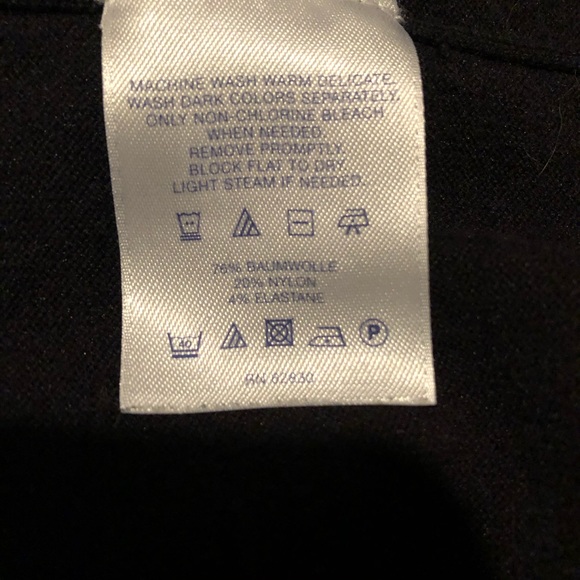 MACHINE WASH WARM DELICATE.
WASH DARK COLORS SEPARATELY.
ONLY NON-CHLORINE BLEACH
WHEN NEEDED.
REMOVE PROMPTLY.
BLOCK FLAT TO DRY.
LIGHT STEAM IF NEEDED.
76% BAUMWOLLE
20% NYLON
4% ELASTANE
40 P
RN 62830